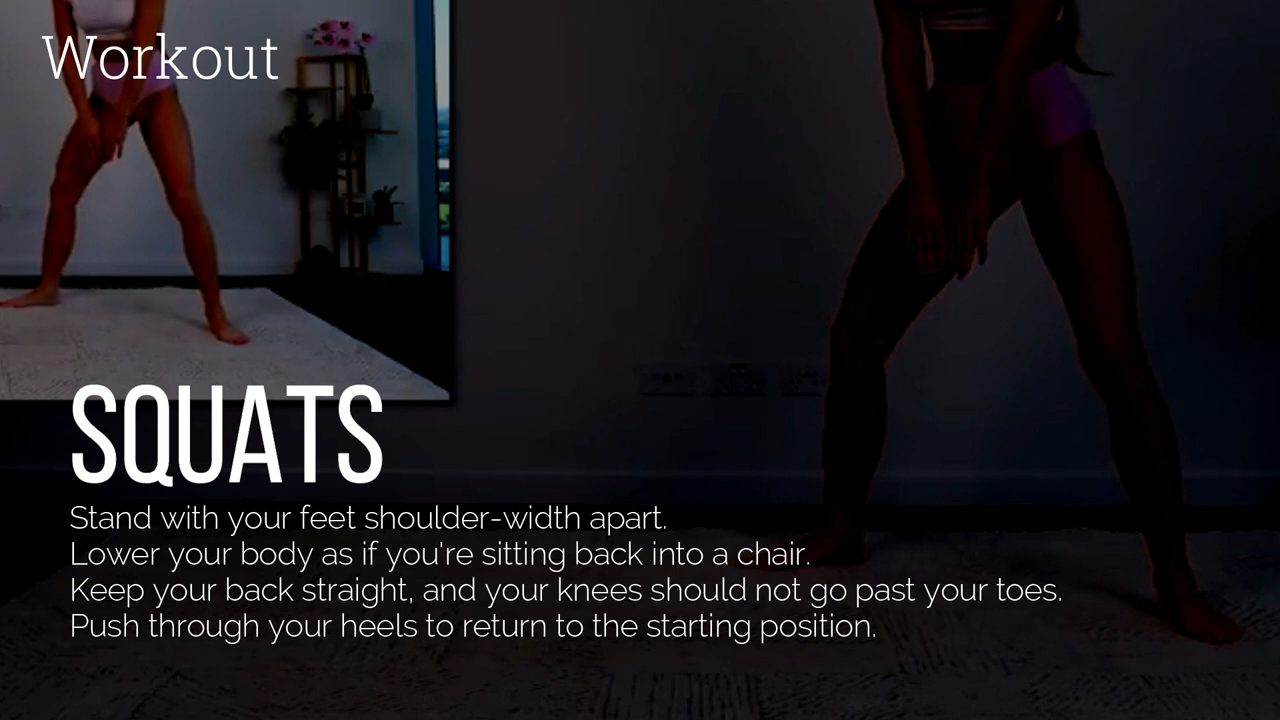 Workout
SQUATS
Stand with your feet shoulder-width apart.
Lower your body as if you're sitting back into a chair.
Keep your back straight, and your knees should not go past your toes.
Push through your heels to return to the starting position.